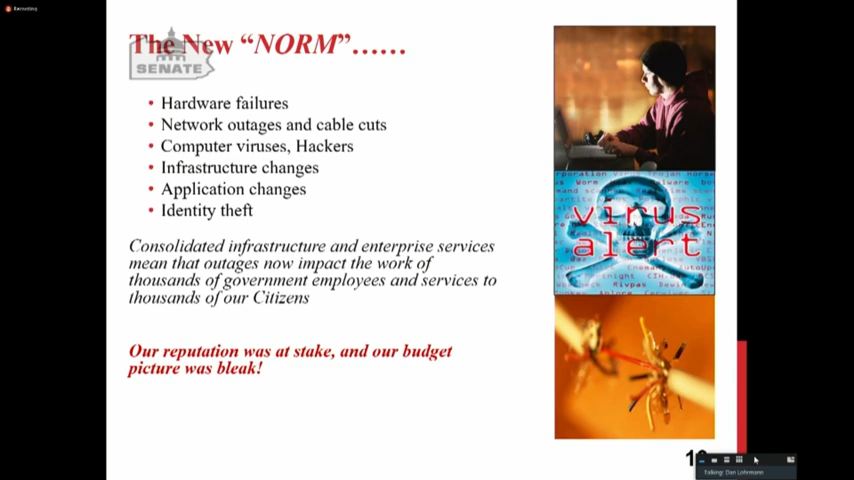 Recording
The New “NORM”……
SENATE
• Hardware failures
• Network outages and cable cuts
• Computer viruses, Hackers
• Infrastructure changes
• Application changes
• Identity theft
Consolidated infrastructure and enterprise services
mean that outages now impact the work of
thousands of government employees and services to
thousands of our Citizens
Our reputation was at stake, and our budget
picture was bleak!
virus
alert
Talking: Dan Lohrmann